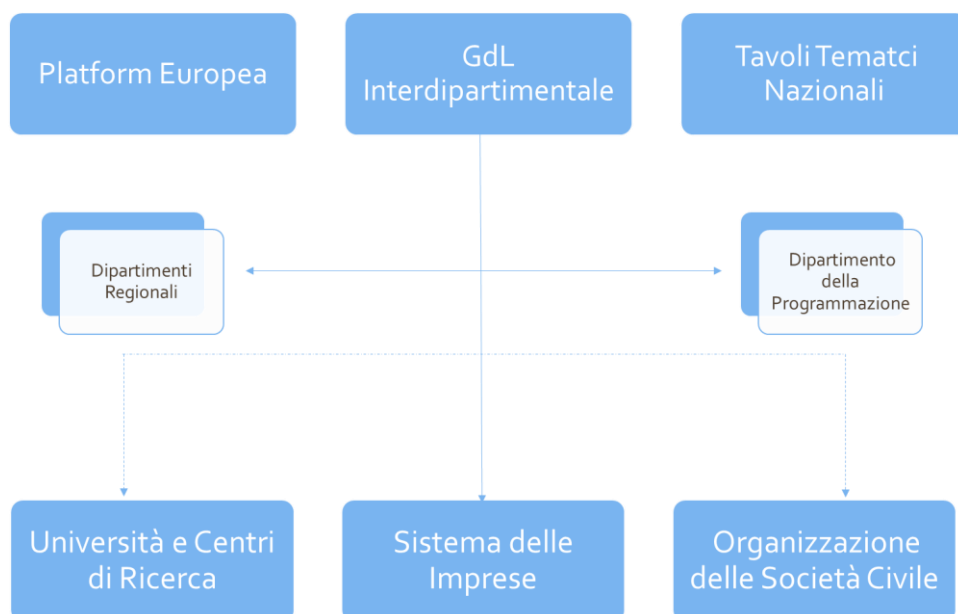 Platform Europea
GdL
Interdipartimentale
Tavoli Tematci
Nazionali
Dipartimenti
Regionali
Dipartimento
della
Programmazione
Università e Centri
di Ricerca
Sistema delle
Imprese
Organizzazione
delle Società Civile